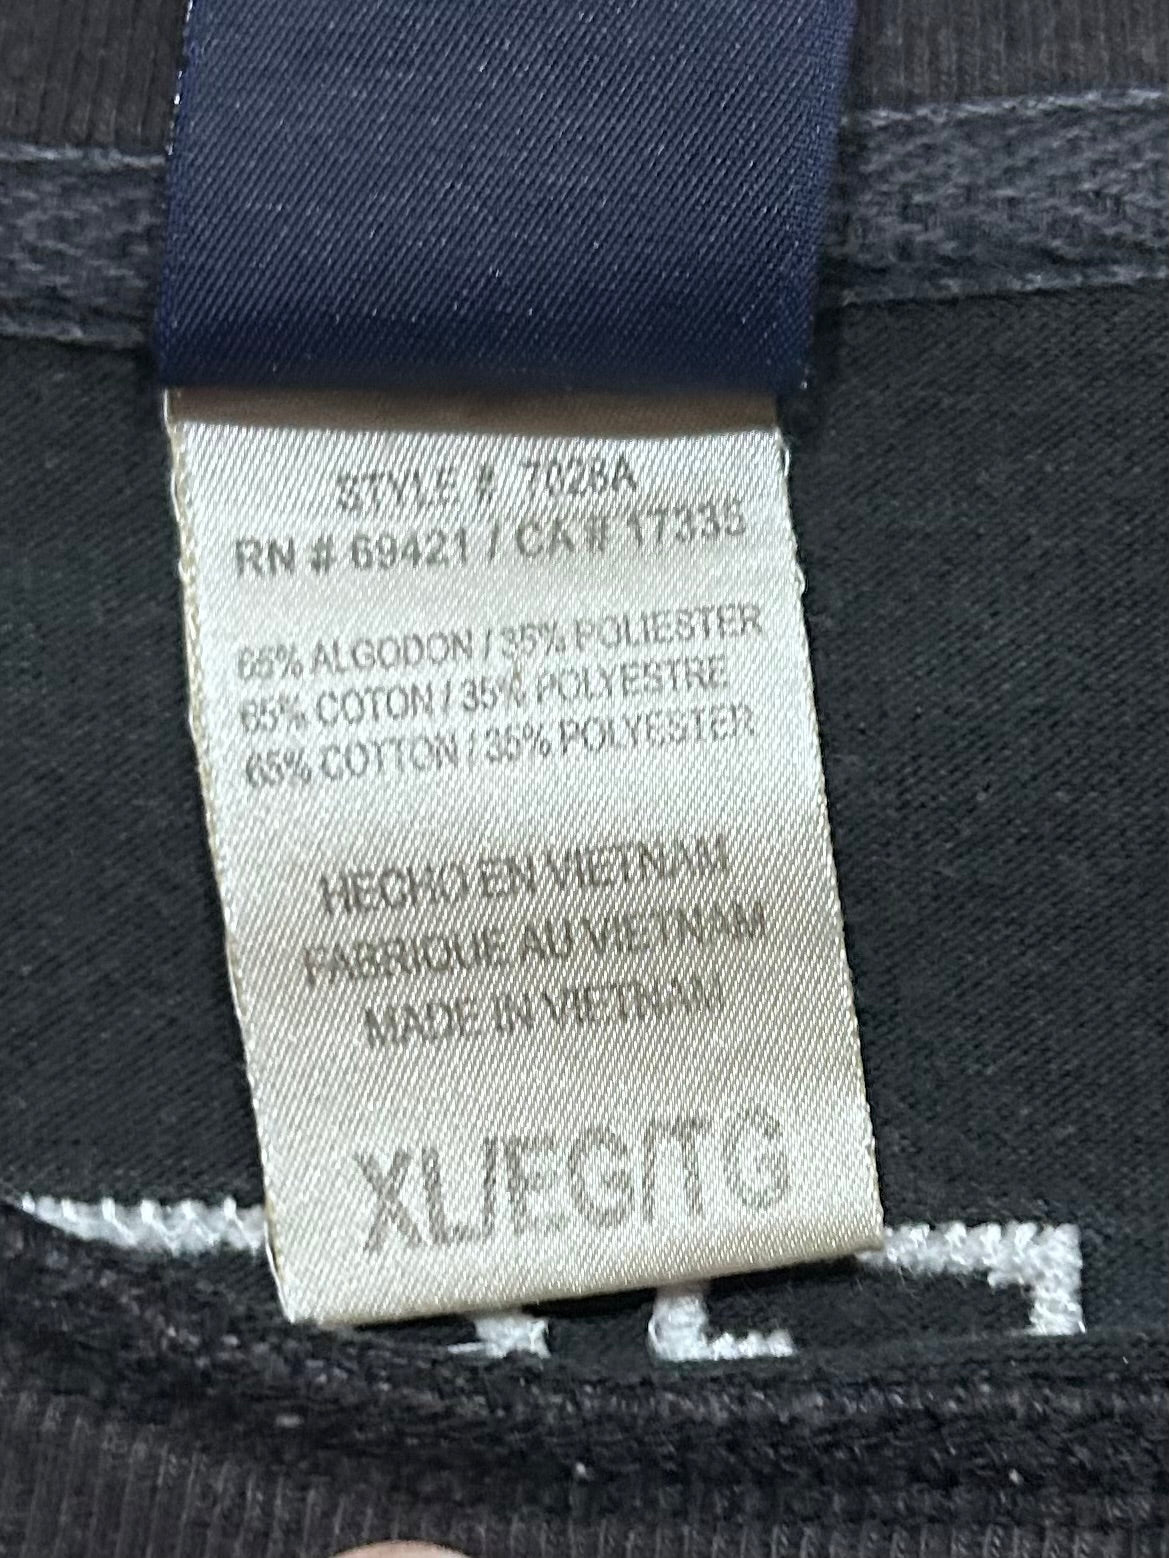 STYLE # 7028A
RN # 69421 / CA # 17335
65% ALGODON / 35% POLIESTER
65% COTON / 35% POLYESTRE
65% COTTON / 35% POLYESTER
HECHO EN VIETNAM
FABRIQUE AU VIETNAM
MADE IN VIETNAM
XL/EG/TG